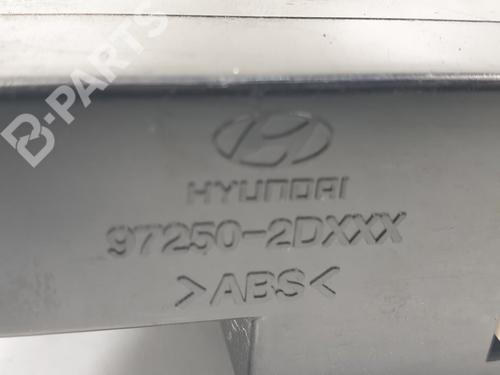 B-PARTS
HYUNDAI
97250-2DXXX
>ABS<